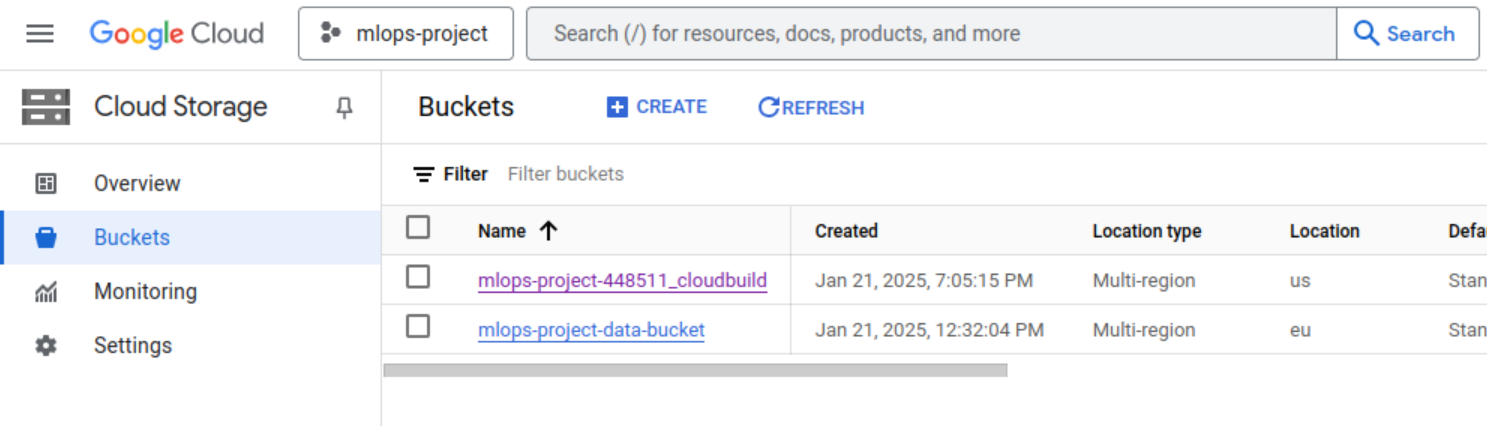 Google Cloud mlops-project Search (/) for resources, docs, products, and more Search
Cloud Storage
Overview
Buckets
Monitoring
Settings
Buckets CREATE REFRESH
Filter Filter buckets
Name Created Location type Location Defa
mlops-project-448511_cloudbuild Jan 21, 2025, 7:05:15 PM Multi-region us Stan
mlops-project-data-bucket Jan 21, 2025, 12:32:04 PM Multi-region eu Stan